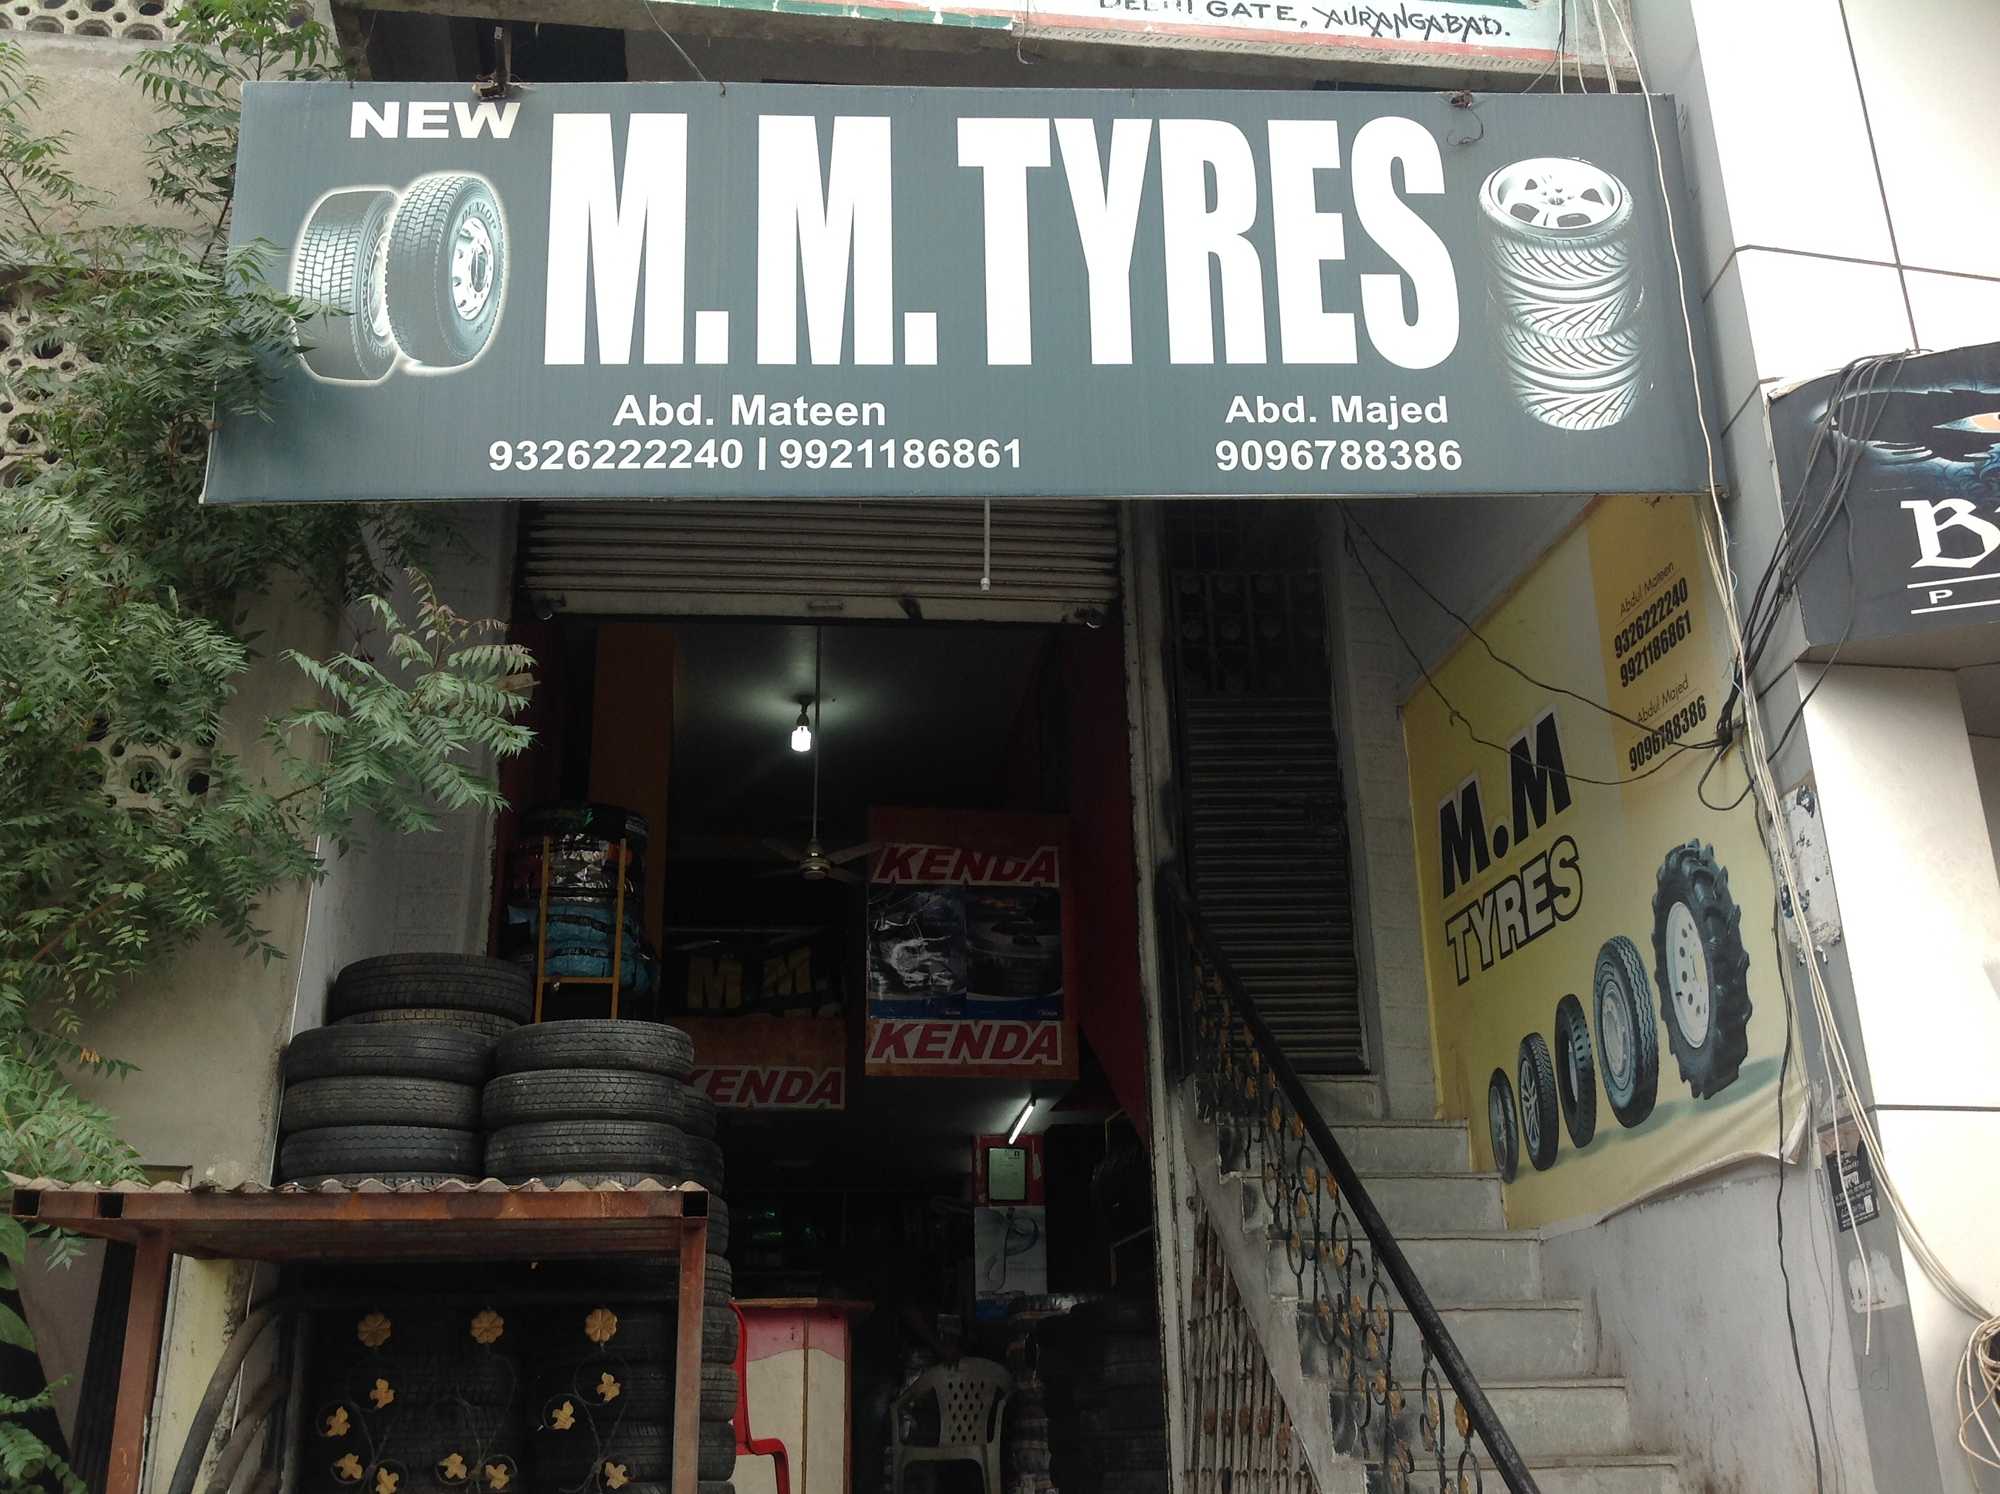 DELHI GATE, AURANGABAD.
NEW
M.M.TYRES
DUNLOP
Abd. Mateen
9326222240 | 9921186861
Abd. Majed
9096788386
Abdul Mateen
9326222240
9921186861
Abdul Majed
9096788386
M.M
TYRES
B
P
KENDA
M.M.
KENDA
KENDA